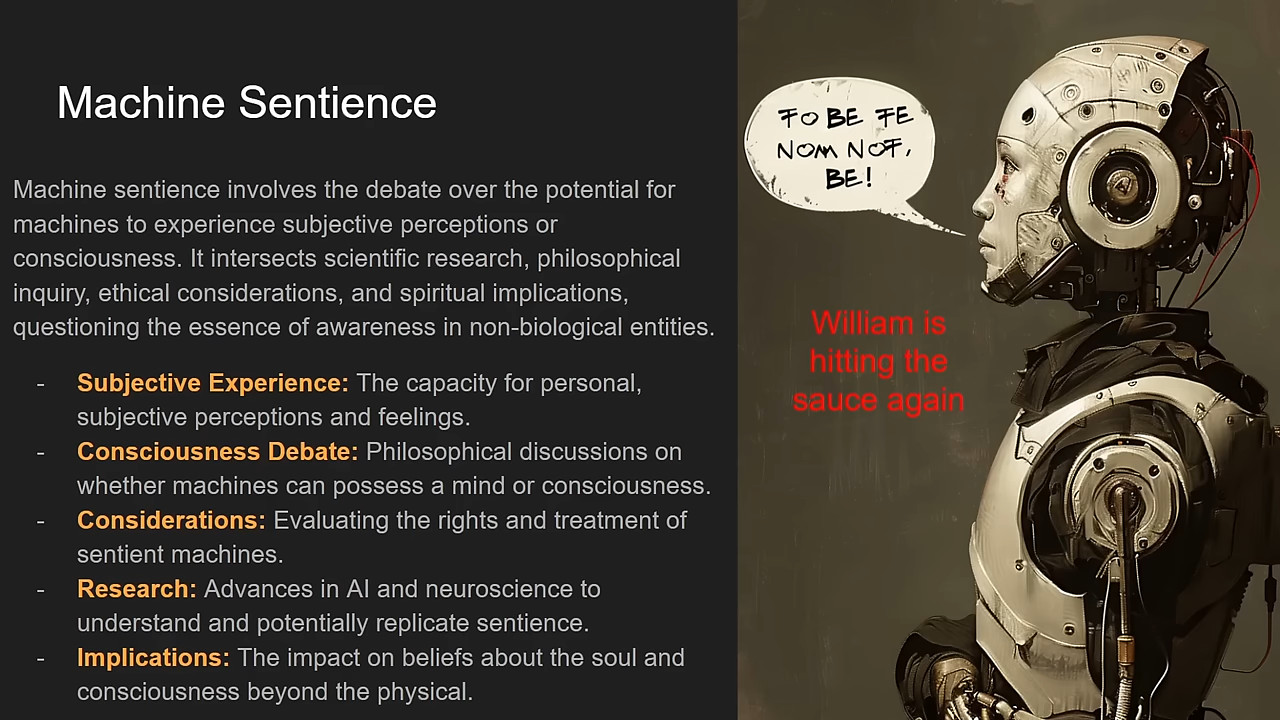 Machine Sentience
Machine sentience involves the debate over the potential for
machines to experience subjective perceptions or
consciousness. It intersects scientific research, philosophical
inquiry, ethical considerations, and spiritual implications,
questioning the essence of awareness in non-biological entities.
- Subjective Experience: The capacity for personal,
subjective perceptions and feelings.
- Consciousness Debate: Philosophical discussions on
whether machines can possess a mind or consciousness.
- Considerations: Evaluating the rights and treatment of
sentient machines.
- Research: Advances in AI and neuroscience to
understand and potentially replicate sentience.
- Implications: The impact on beliefs about the soul and
consciousness beyond the physical.
TO BE TE
NOM NOT,
BE!
William is
hitting the
sauce again